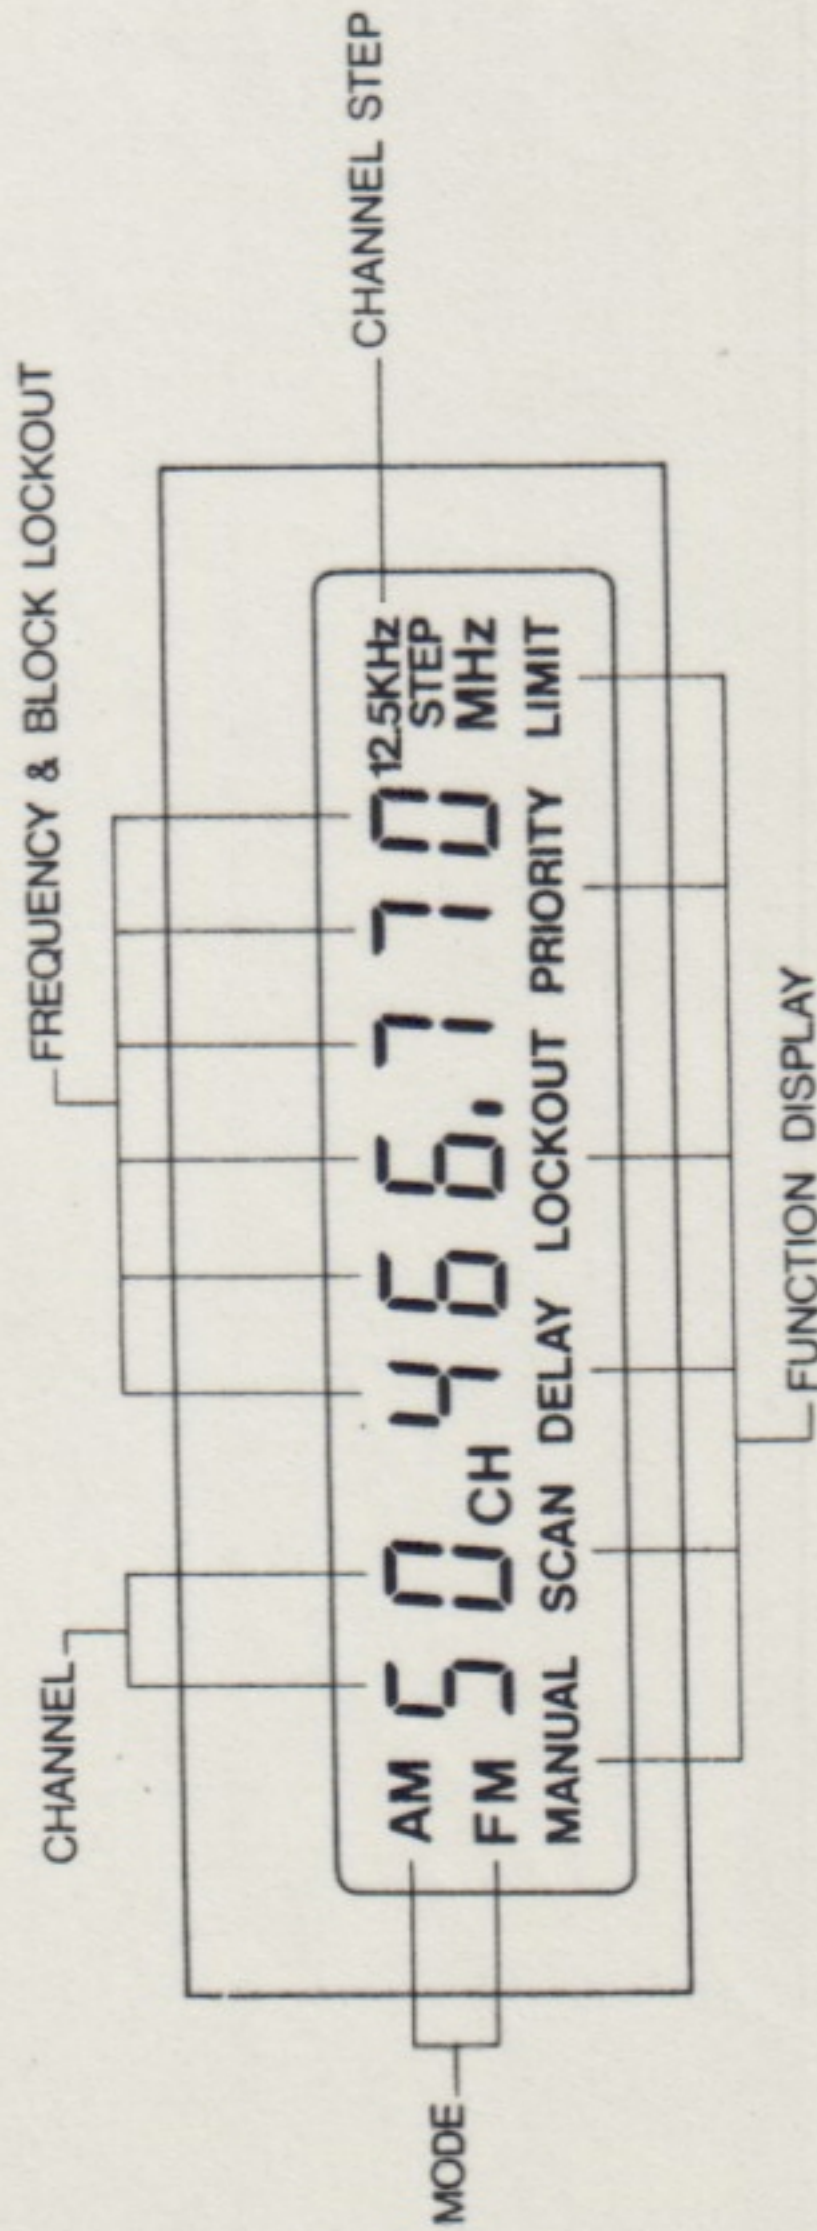 FREQUENCY & BLOCK LOCKOUT
CHANNEL
CHANNEL STEP
MODE
AM 50 CH 466.770 12.5KHz
STEP
FM MHz
MANUAL SCAN DELAY LOCKOUT PRIORITY LIMIT
FUNCTION DISPLAY